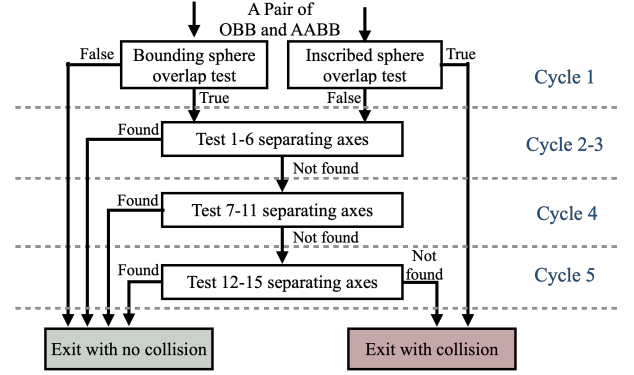 A Pair of
OBB and AABB
False
Bounding sphere
overlap test
Inscribed sphere
overlap test
True
Cycle 1
True
False
Found
Test 1-6 separating axes
Cycle 2-3
Not found
Found
Test 7-11 separating axes
Cycle 4
Not found
Not
found
Found
Test 12-15 separating axes
Cycle 5
Exit with no collision
Exit with collision